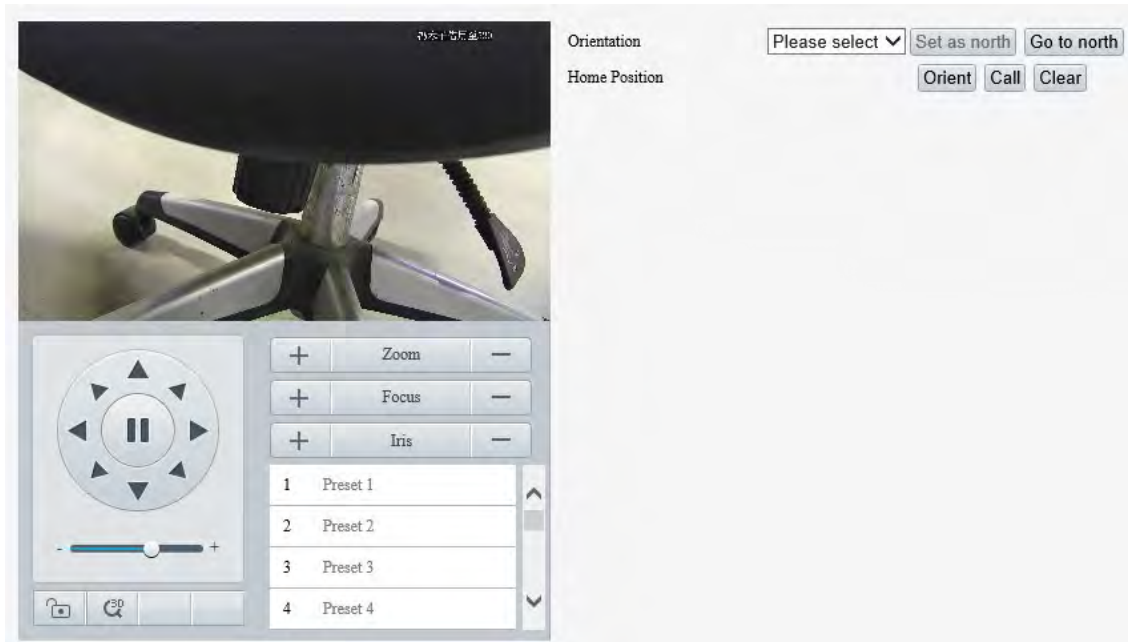 Orientation Please select Set as north Go to north
Home Position Orient Call Clear
+ Zoom −
+ Focus −
+ Iris −
1 Preset 1
2 Preset 2
3 Preset 3
4 Preset 4
- +
3D